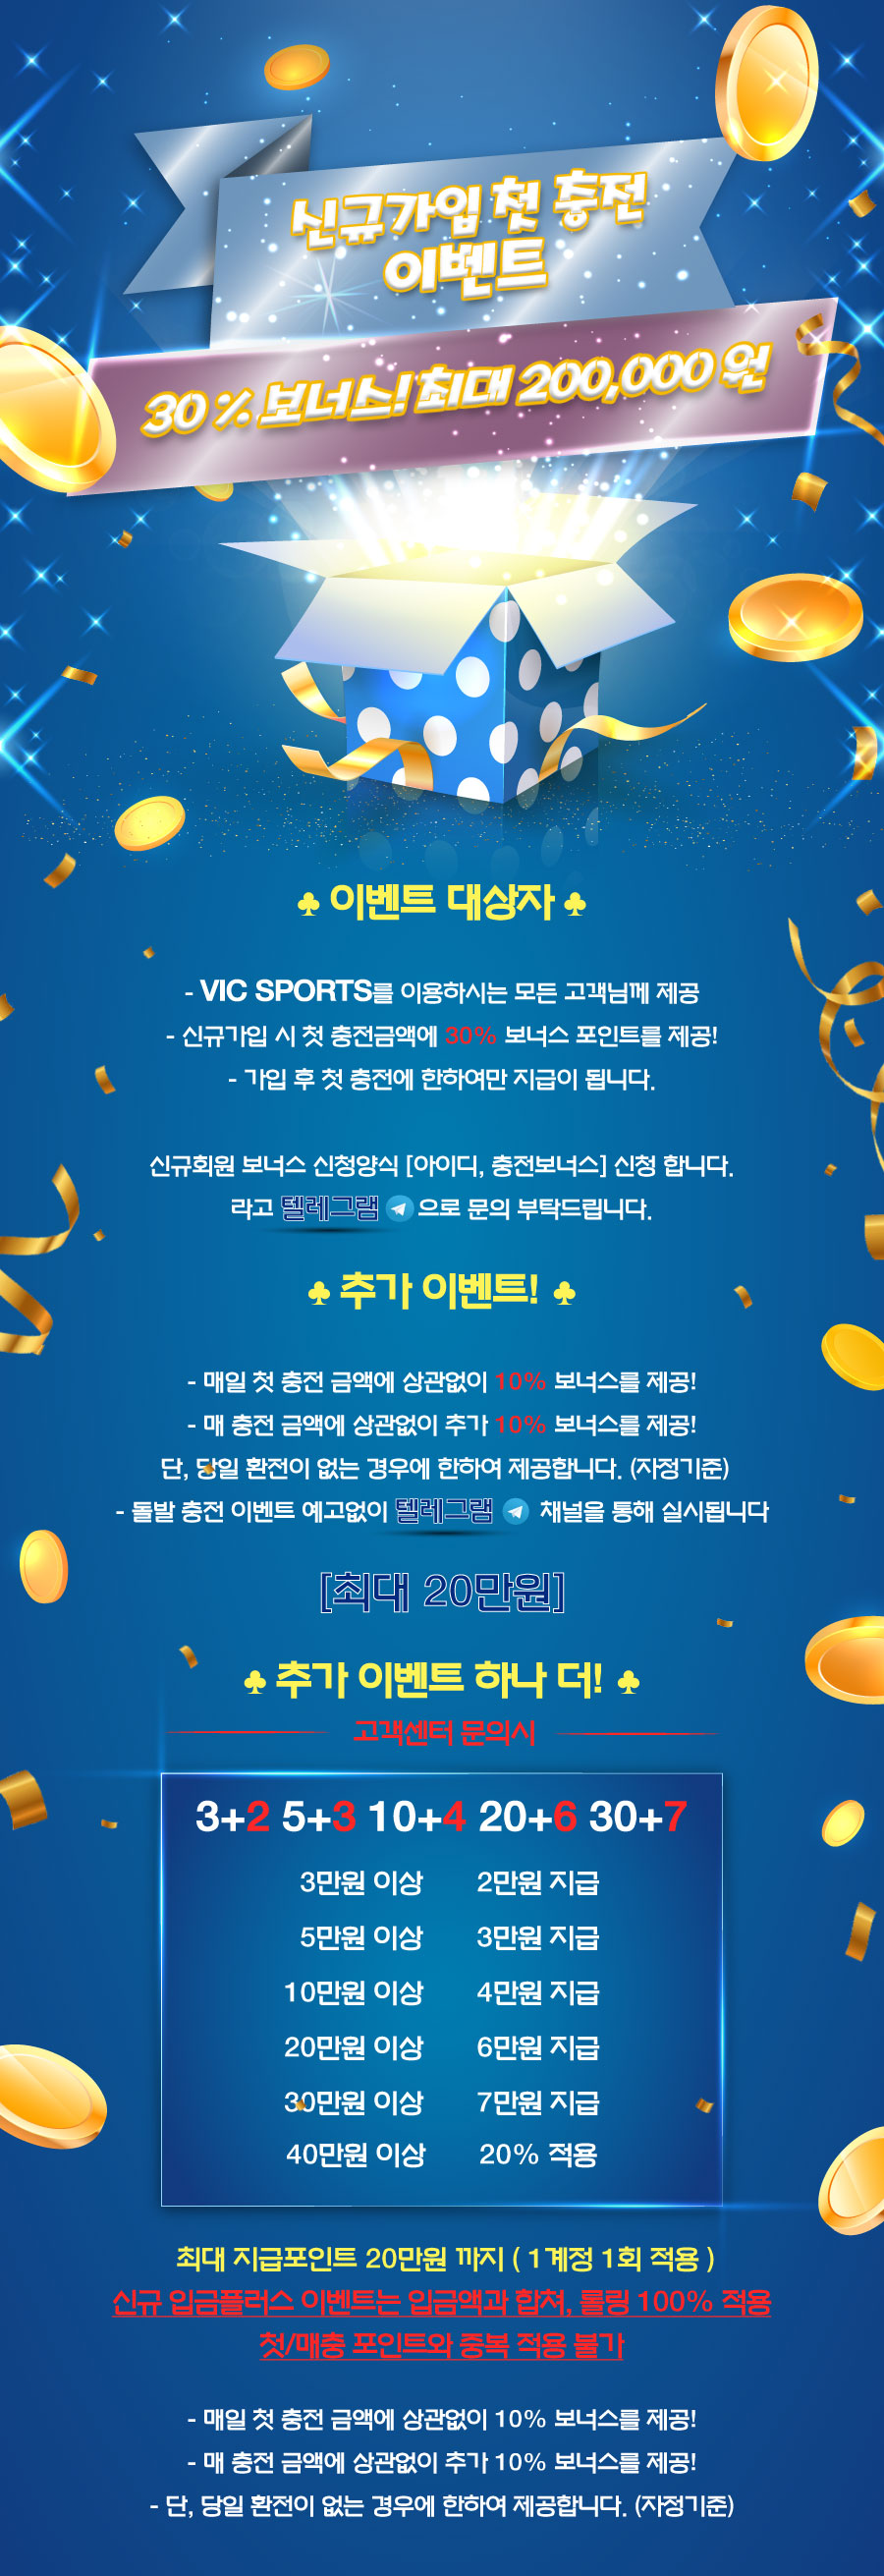 신규가입 첫 충전
이벤트
30 % 보너스! 최대 200,000 원
♣ 이벤트 대상자 ♣
- VIC SPORTS를 이용하시는 모든 고객님께 제공
- 신규가입 시 첫 충전금액에 30% 보너스 포인트를 제공!
- 가입 후 첫 충전에 한하여만 지급이 됩니다.
신규회원 보너스 신청양식 [아이디, 충전보너스] 신청 합니다.
라고 텔레그램 으로 문의 부탁드립니다.
♣ 추가 이벤트! ♣
- 매일 첫 충전 금액에 상관없이 10% 보너스를 제공!
- 매 충전 금액에 상관없이 추가 10% 보너스를 제공!
단, 당일 환전이 없는 경우에 한하여 제공합니다. (자정기준)
- 돌발 충전 이벤트 예고없이 텔레그램 채널을 통해 실시됩니다
[최대 20만원]
♣ 추가 이벤트 하나 더! ♣
고객센터 문의시
3+2 5+3 10+4 20+6 30+7
3만원 이상 2만원 지급
5만원 이상 3만원 지급
10만원 이상 4만원 지급
20만원 이상 6만원 지급
30만원 이상 7만원 지급
40만원 이상 20% 적용
최대 지급포인트 20만원 까지 ( 1계정 1회 적용 )
신규 입금플러스 이벤트는 입금액과 합쳐, 롤링 100% 적용
첫/매충 포인트와 중복 적용 불가
- 매일 첫 충전 금액에 상관없이 10% 보너스를 제공!
- 매 충전 금액에 상관없이 추가 10% 보너스를 제공!
- 단, 당일 환전이 없는 경우에 한하여 제공합니다. (자정기준)